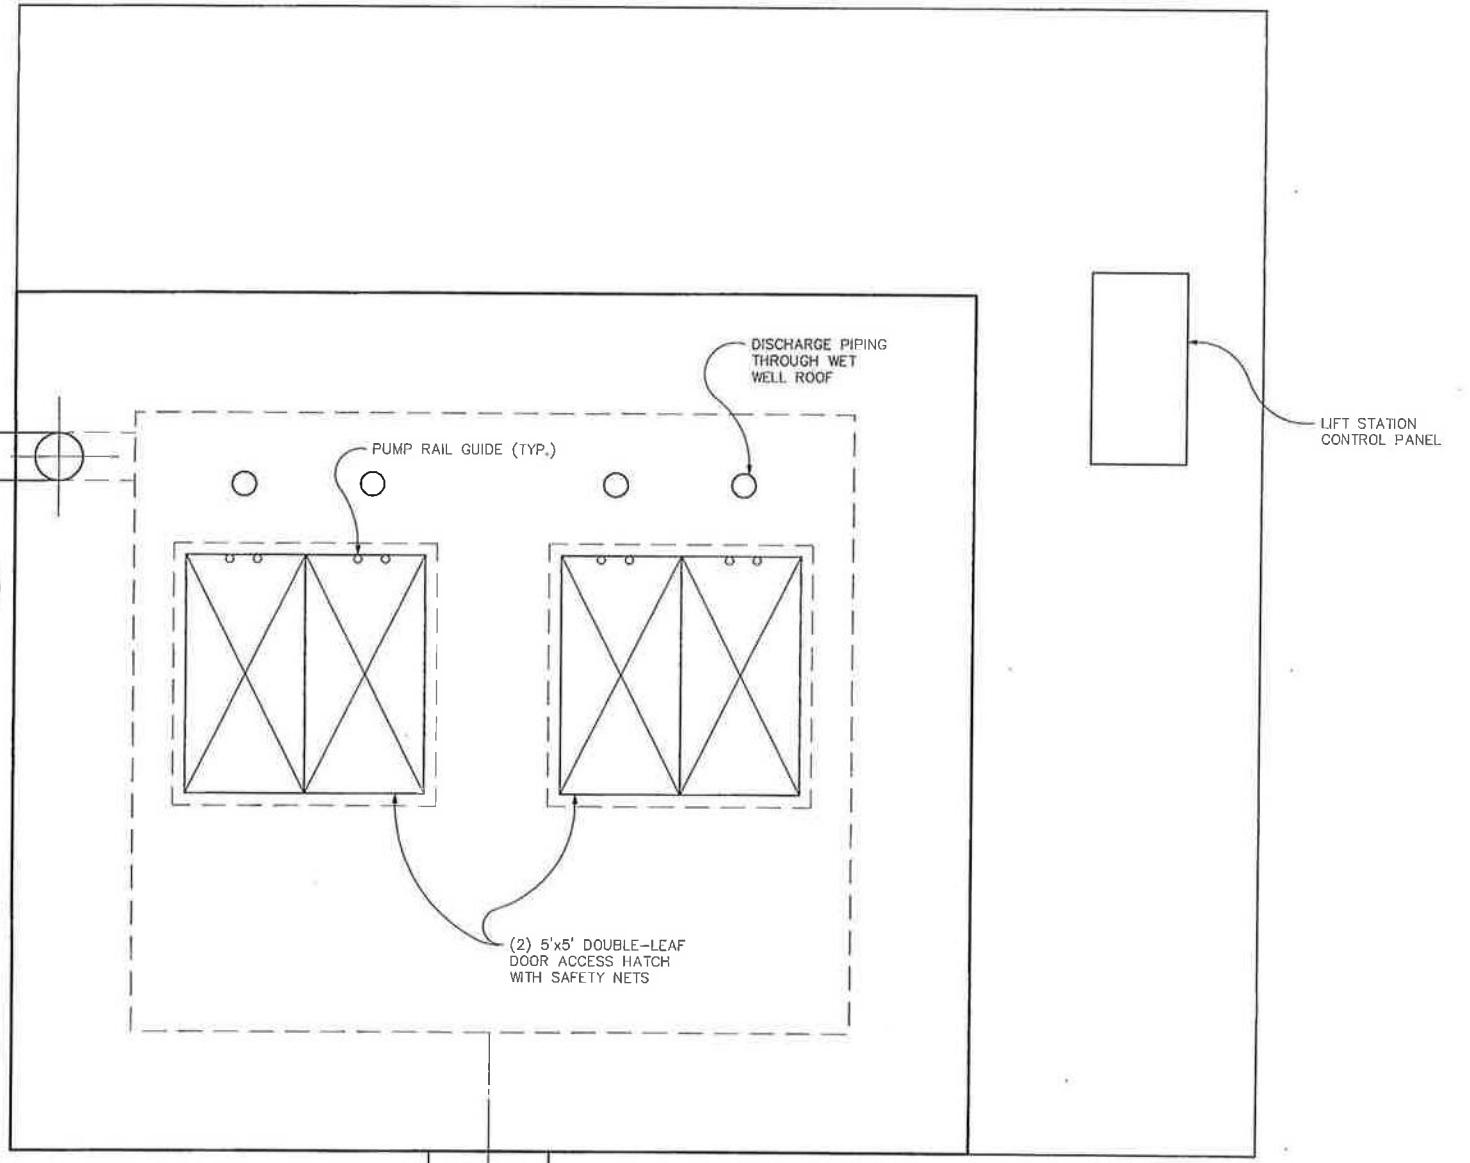 DISCHARGE PIPING
THROUGH WET
WELL ROOF
LIFT STATION
CONTROL PANEL
PUMP RAIL GUIDE (TYP.)
(2) 5'x5' DOUBLE-LEAF
DOOR ACCESS HATCH
WITH SAFETY NETS